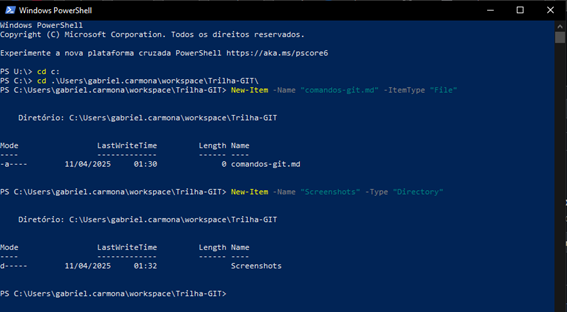 Windows PowerShell
Windows PowerShell
Copyright (C) Microsoft Corporation. Todos os direitos reservados.
Experimente a nova plataforma cruzada PowerShell https://aka.ms/pscore6
PS U:\> cd c:
PS C:\> cd .\Users\gabriel.carmona\workspace\Trilha-GIT\
PS C:\Users\gabriel.carmona\workspace\Trilha-GIT> New-Item -Name "comandos-git.md" -ItemType "File"
Diretório: C:\Users\gabriel.carmona\workspace\Trilha-GIT
Mode LastWriteTime Length Name
---- ------------- ------ ----
-a---- 11/04/2025 01:30 0 comandos-git.md
PS C:\Users\gabriel.carmona\workspace\Trilha-GIT> New-Item -Name "Screenshots" -Type "Directory"
Diretório: C:\Users\gabriel.carmona\workspace\Trilha-GIT
Mode LastWriteTime Length Name
---- ------------- ------ ----
d----- 11/04/2025 01:32 Screenshots
PS C:\Users\gabriel.carmona\workspace\Trilha-GIT>